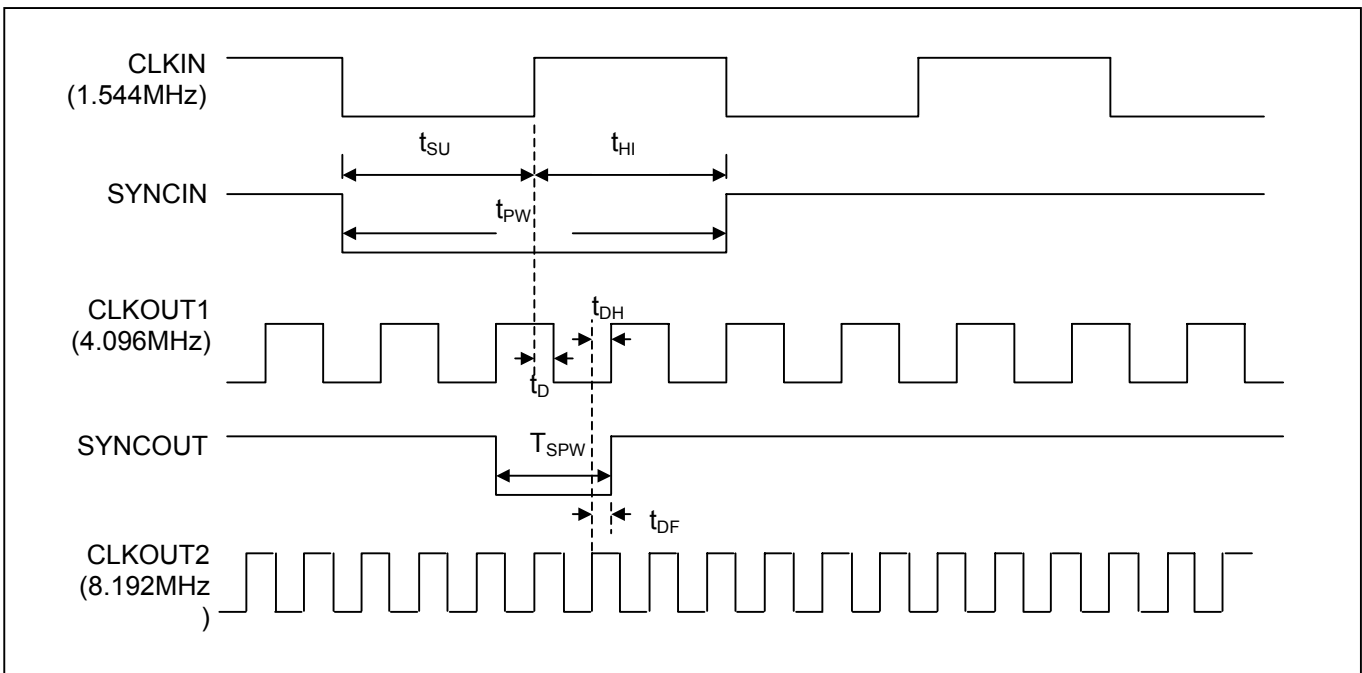 CLKIN
(1.544MHz)
tSU
tHI
SYNCIN
tPW
CLKOUT1
(4.096MHz)
tDH
tD
SYNCOUT
TSPW
tDF
CLKOUT2
(8.192MHz
)